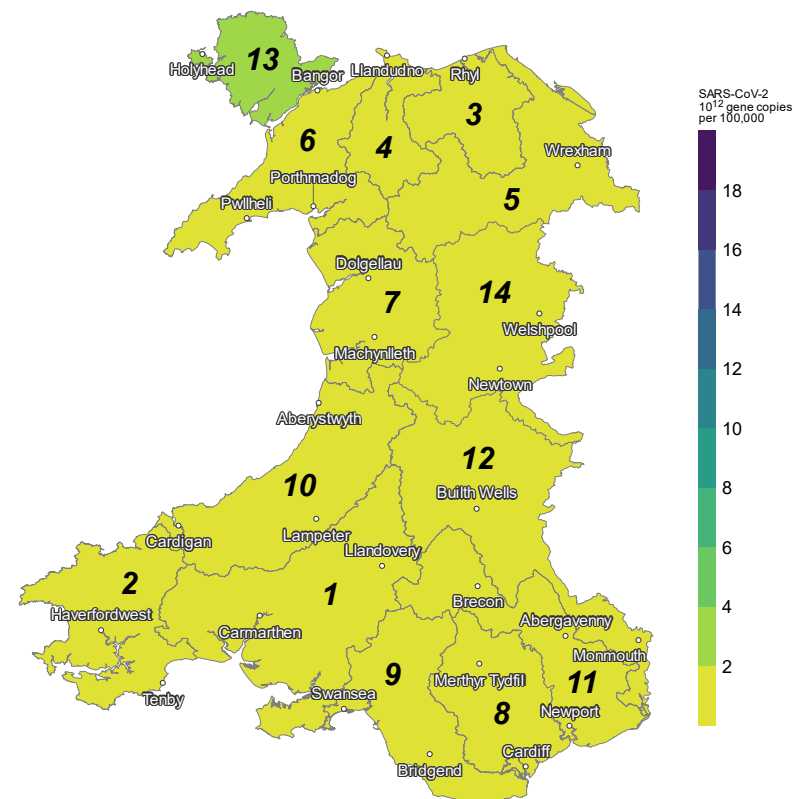 13
Holyhead
Bangor
Llandudno
Rhyl
SARS-CoV-2
10¹² gene copies
per 100,000
3
6
4
Wrexham
18
Porthmadog
5
Pwllheli
16
Dolgellau
14
7
14
Welshpool
Machynlleth
12
Newtown
Aberystwyth
10
12
10
Builth Wells
8
Lampeter
Cardigan
Llandovery
6
2
1
Haverfordwest
Brecon
4
Abergavenny
Carmarthen
Monmouth
2
9
Merthyr Tydfil
11
Tenby
Swansea
8
Newport
Cardiff
Bridgend